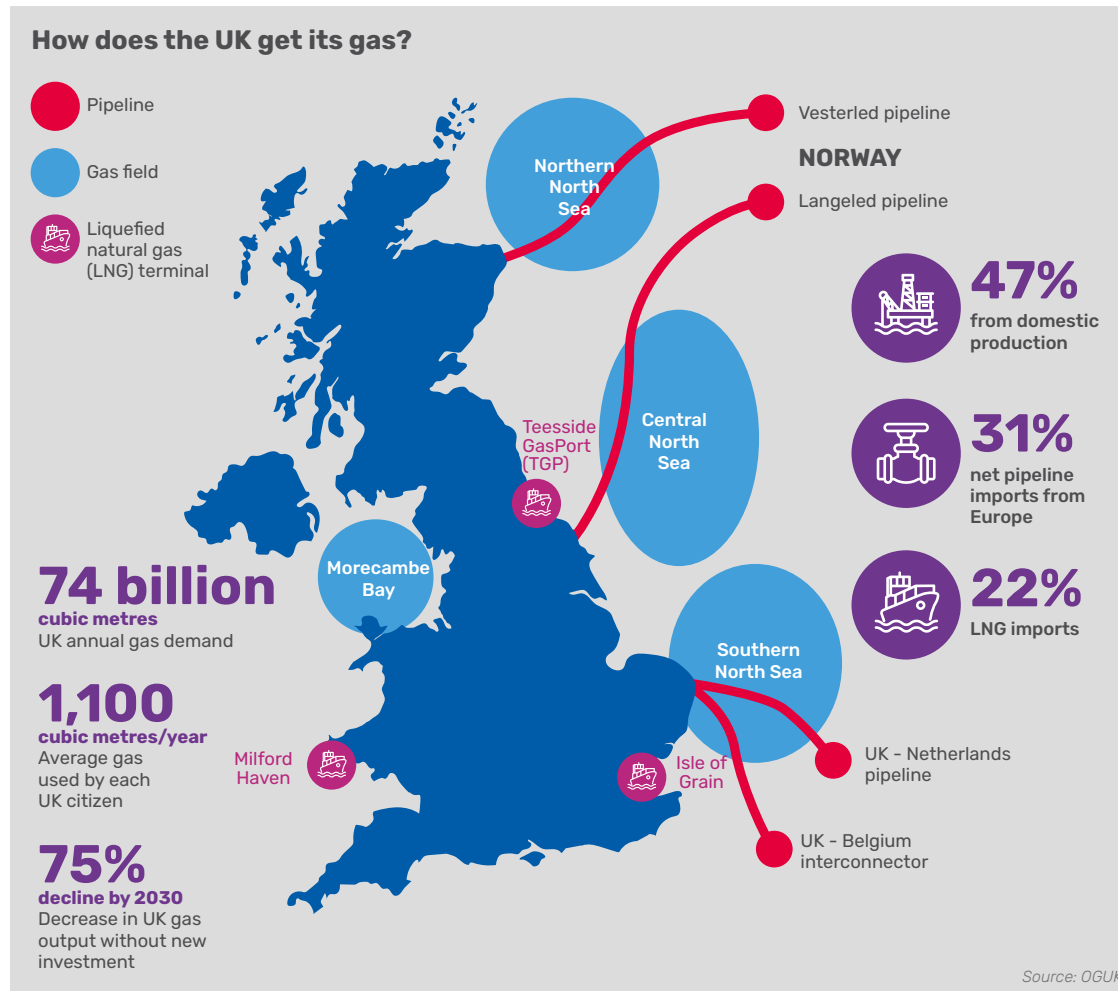 How does the UK get its gas?
Pipeline
Gas field
Liquefied
natural gas
(LNG) terminal
Northern
North
Sea
Vesterled pipeline
NORWAY
Langeled pipeline
47%
from domestic
production
31%
net pipeline
imports from
Europe
22%
LNG imports
Central
North
Sea
Teesside
GasPort
(TGP)
Morecambe
Bay
Southern
North Sea
74 billion
cubic metres
UK annual gas demand
1,100
cubic metres/year
Average gas
used by each
UK citizen
75%
decline by 2030
Decrease in UK gas
output without new
investment
Milford
Haven
Isle of
Grain
UK - Netherlands
pipeline
UK - Belgium
interconnector
Source: OGUK